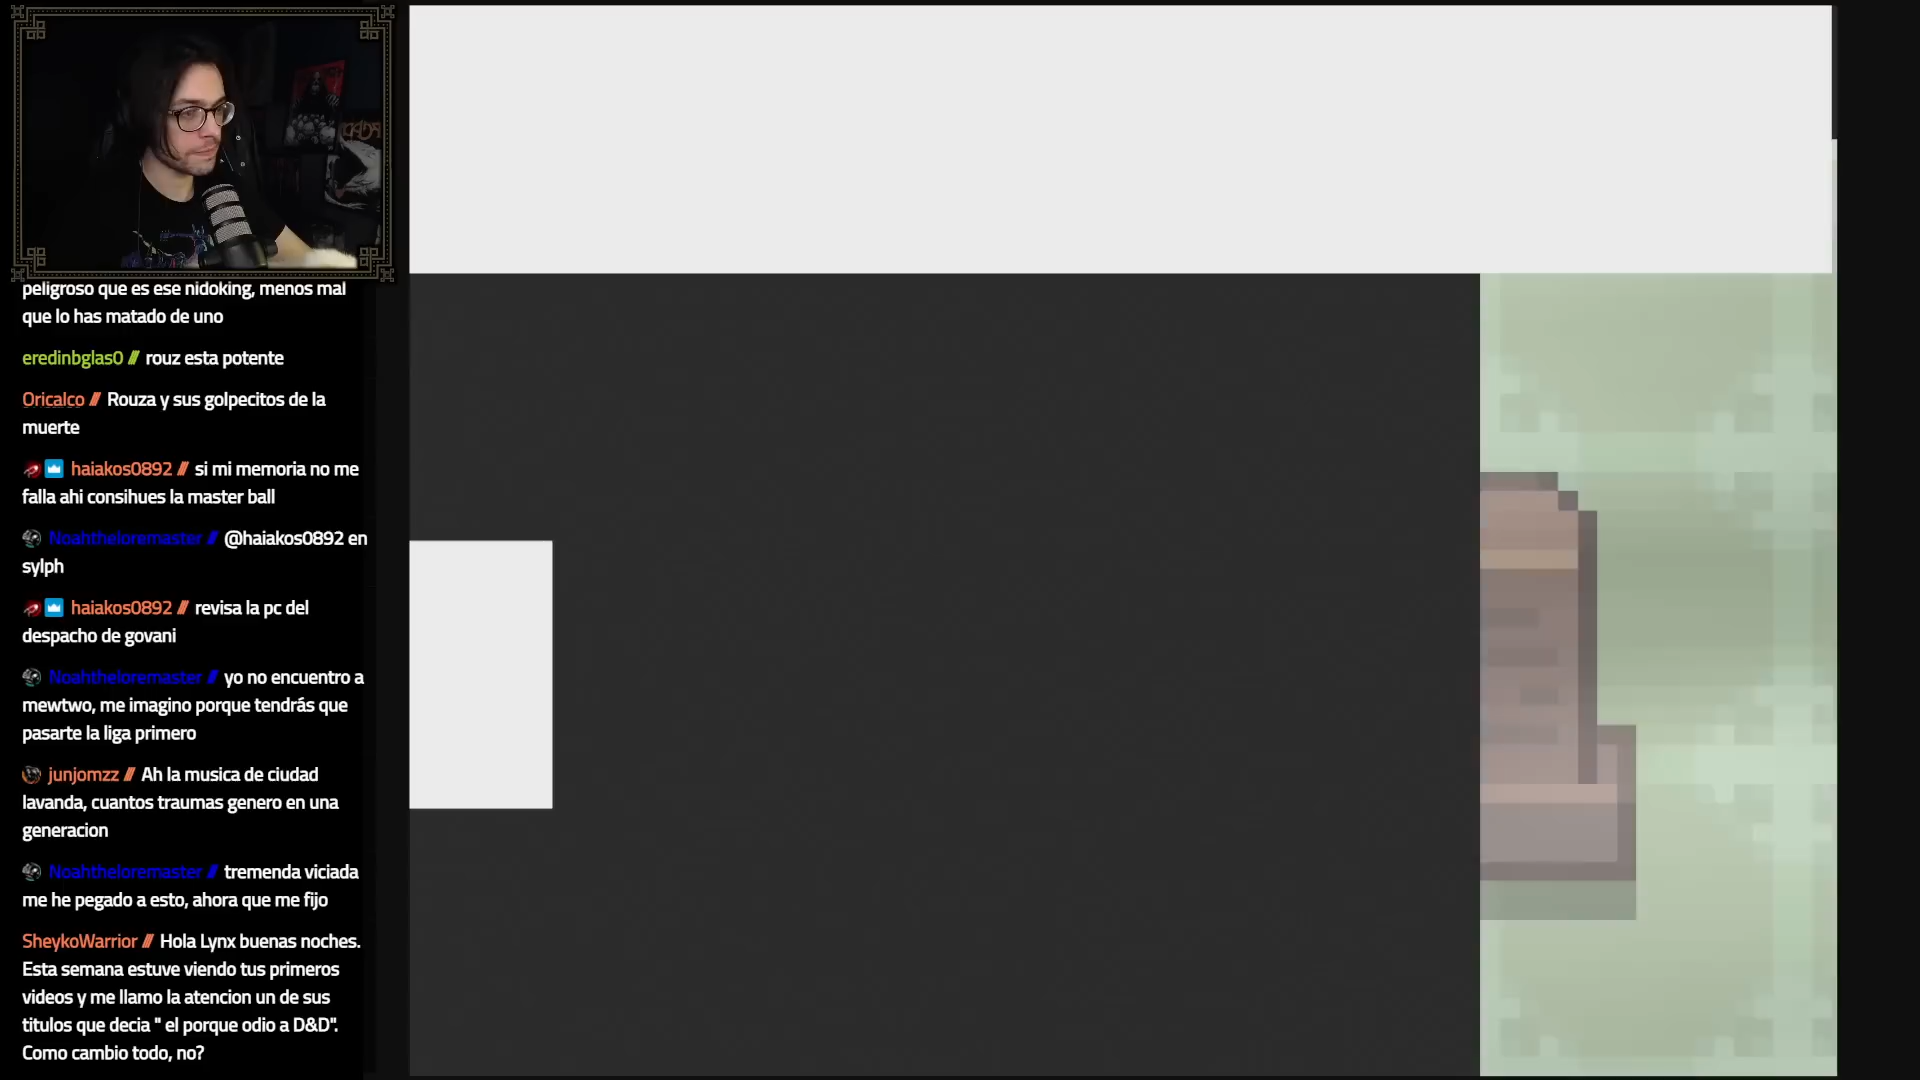 peligroso que es ese nidoking, menos mal
que lo has matado de uno
eredinbglas0 // rouz esta potente
Oricalco // Rouza y sus golpecitos de la
muerte
haiakos0892 // si mi memoria no me
falla ahi consihues la master ball
Noahtheloremaster // @haiakos0892 en
sylph
haiakos0892 // revisa la pc del
despacho de govani
Noahtheloremaster // yo no encuentro a
mewtwo, me imagino porque tendrás que
pasarte la liga primero
junjomzz // Ah la musica de ciudad
lavanda, cuantos traumas genero en una
generacion
Noahtheloremaster // tremenda viciada
me he pegado a esto, ahora que me fijo
SheykoWarrior // Hola Lynx buenas noches.
Esta semana estuve viendo tus primeros
videos y me llamo la atencion un de sus
titulos que decia " el porque odio a D&D".
Como cambio todo, no?